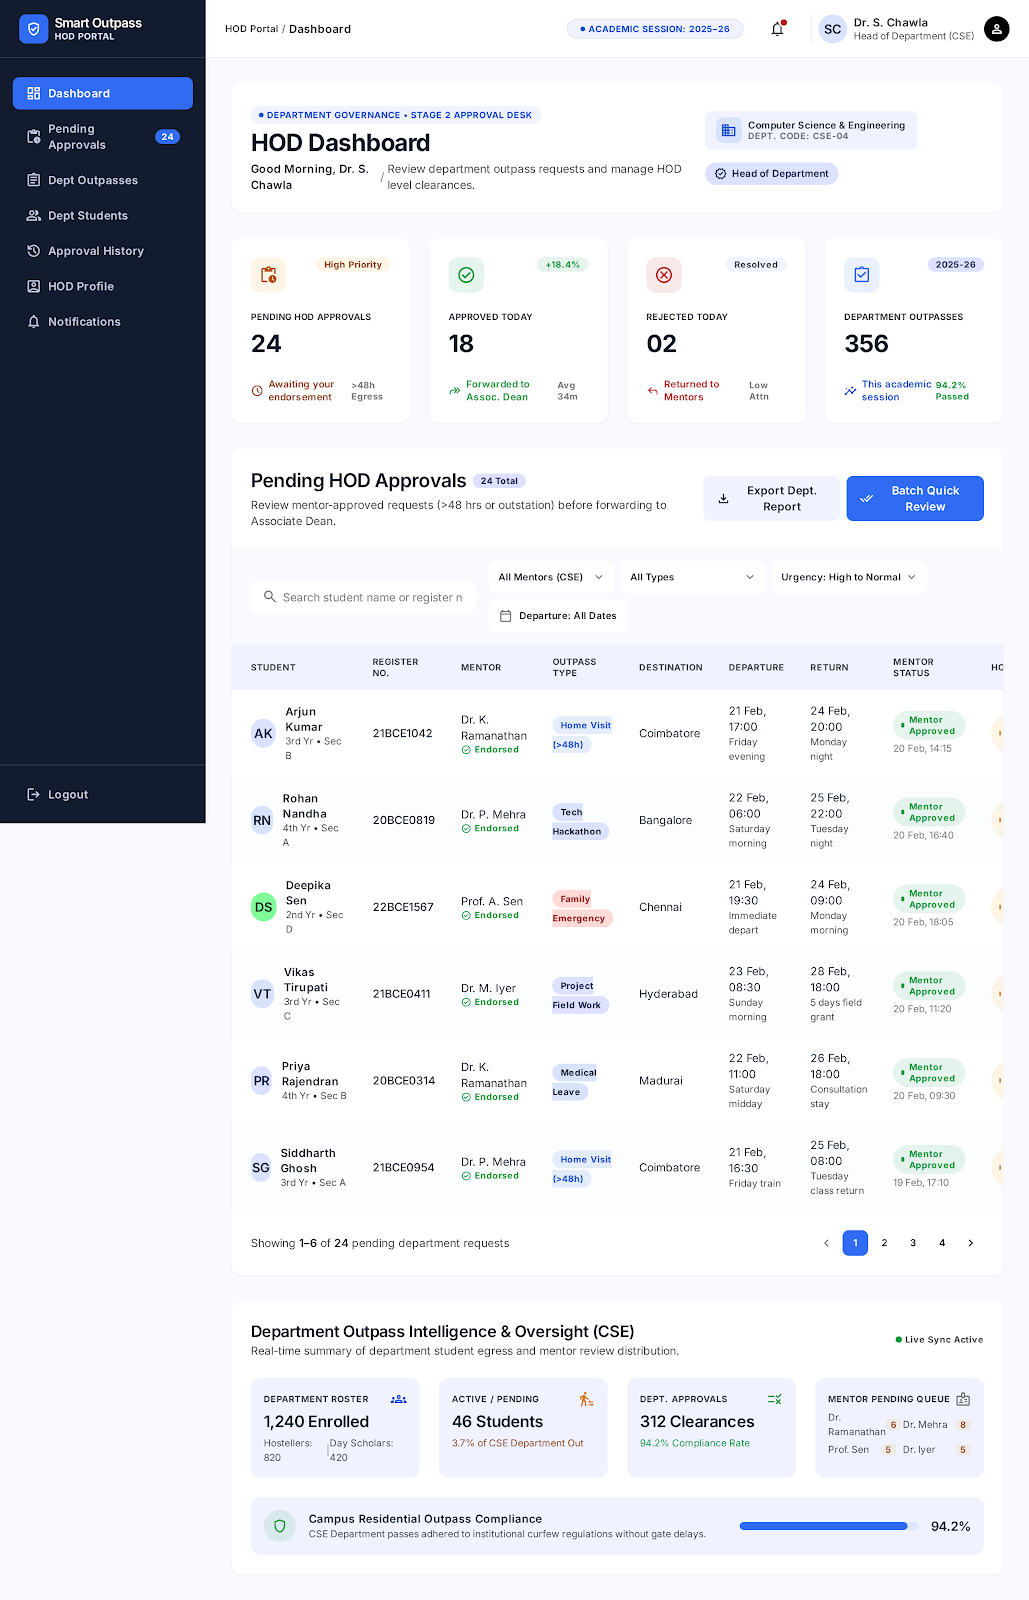 Smart Outpass
HOD PORTAL
Dashboard
Pending
Approvals
24
Dept Outpasses
Dept Students
Approval History
HOD Profile
Notifications
Logout
HOD Portal / Dashboard
ACADEMIC SESSION: 2025–26
SC
Dr. S. Chawla
Head of Department (CSE)
DEPARTMENT GOVERNANCE • STAGE 2 APPROVAL DESK
HOD Dashboard
Good Morning, Dr. S.
Chawla
/
Review department outpass requests and manage HOD
level clearances.
Computer Science & Engineering
DEPT. CODE: CSE-04
Head of Department
High Priority
PENDING HOD APPROVALS
24
Awaiting your
endorsement
>48h
Egress
+18.4%
APPROVED TODAY
18
Forwarded to
Assoc. Dean
Avg
34m
Resolved
REJECTED TODAY
02
Returned to
Mentors
Low
Attn
2025-26
DEPARTMENT OUTPASSES
356
This academic
session
94.2%
Passed
Pending HOD Approvals
24 Total
Review mentor-approved requests (>48 hrs or outstation) before forwarding to
Associate Dean.
Export Dept.
Report
Batch Quick
Review
Search student name or register n
All Mentors (CSE)
All Types
Urgency: High to Normal
Departure: All Dates
STUDENT
REGISTER
NO.
MENTOR
OUTPASS
TYPE
DESTINATION
DEPARTURE
RETURN
MENTOR
STATUS
HO
AK
Arjun
Kumar
3rd Yr • Sec
B
21BCE1042
Dr. K.
Ramanathan
Endorsed
Home Visit
(>48h)
Coimbatore
21 Feb,
17:00
Friday
evening
24 Feb,
20:00
Monday
night
Mentor
Approved
20 Feb, 14:15
RN
Rohan
Nandha
4th Yr • Sec
A
20BCE0819
Dr. P. Mehra
Endorsed
Tech
Hackathon
Bangalore
22 Feb,
06:00
Saturday
morning
25 Feb,
22:00
Tuesday
night
Mentor
Approved
20 Feb, 16:40
DS
Deepika
Sen
2nd Yr • Sec
D
22BCE1567
Prof. A. Sen
Endorsed
Family
Emergency
Chennai
21 Feb,
19:30
Immediate
depart
24 Feb,
09:00
Monday
morning
Mentor
Approved
20 Feb, 18:05
VT
Vikas
Tirupati
3rd Yr • Sec
C
21BCE0411
Dr. M. Iyer
Endorsed
Project
Field Work
Hyderabad
23 Feb,
08:30
Sunday
morning
28 Feb,
18:00
5 days field
grant
Mentor
Approved
20 Feb, 11:20
PR
Priya
Rajendran
4th Yr • Sec B
20BCE0314
Dr. K.
Ramanathan
Endorsed
Medical
Leave
Madurai
22 Feb,
11:00
Saturday
midday
26 Feb,
18:00
Consultation
stay
Mentor
Approved
20 Feb, 09:30
SG
Siddharth
Ghosh
3rd Yr • Sec A
21BCE0954
Dr. P. Mehra
Endorsed
Home Visit
(>48h)
Coimbatore
21 Feb,
16:30
Friday train
25 Feb,
08:00
Tuesday
class return
Mentor
Approved
19 Feb, 17:10
Showing 1–6 of 24 pending department requests
1
2
3
4
Department Outpass Intelligence & Oversight (CSE)
Real-time summary of department student egress and mentor review distribution.
Live Sync Active
DEPARTMENT ROSTER
1,240 Enrolled
Hostellers:
820
Day Scholars:
420
ACTIVE / PENDING
46 Students
3.7% of CSE Department Out
DEPT. APPROVALS
312 Clearances
94.2% Compliance Rate
MENTOR PENDING QUEUE
Dr.
Ramanathan
6
Dr. Mehra
8
Prof. Sen
5
Dr. Iyer
5
Campus Residential Outpass Compliance
CSE Department passes adhered to institutional curfew regulations without gate delays.
94.2%